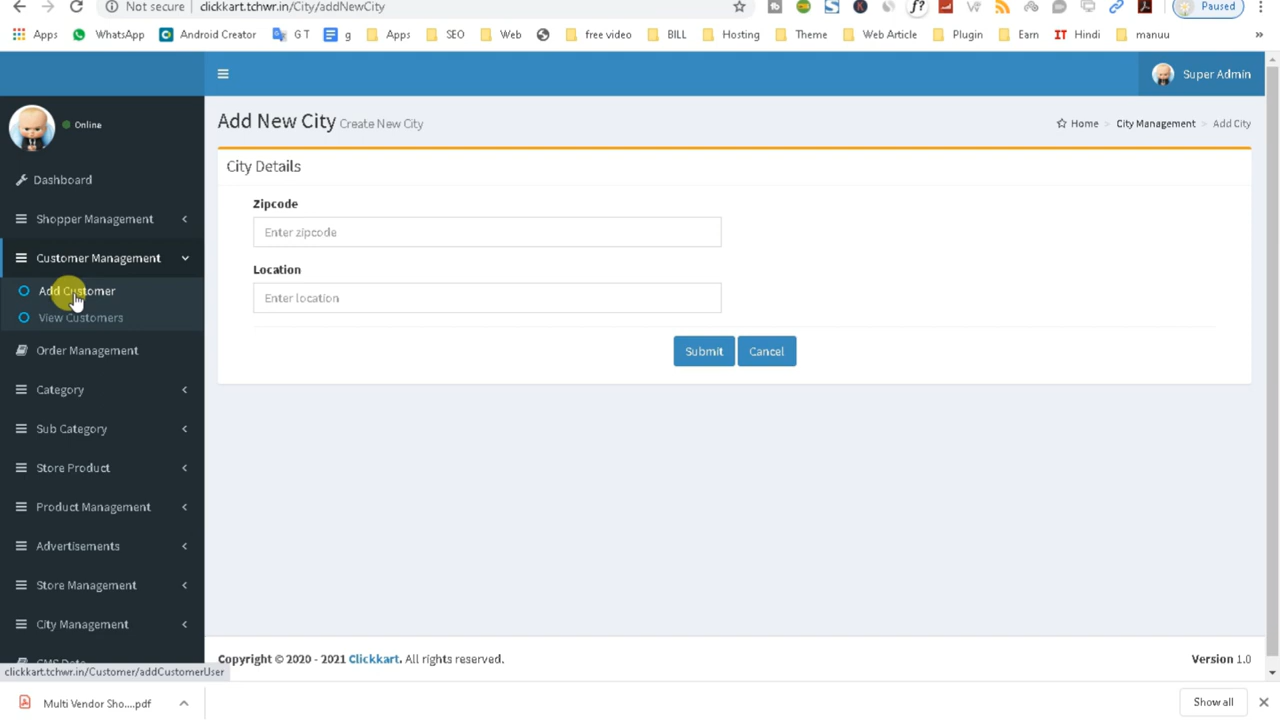 Not secure clickkart.tchwr.in/City/addNewCity Paused
Apps WhatsApp Android Creator G T g Apps SEO Web free video BILL Hosting Theme Web Article Plugin Earn IT Hindi manuu »
Super Admin
Online
Add New City Create New City
Home > City Management > Add City
City Details
Dashboard
Zipcode
Shopper Management
Enter zipcode
Customer Management
Location
Add Customer
Enter location
View Customers
Order Management
Submit Cancel
Category
Sub Category
Store Product
Product Management
Advertisements
Store Management
City Management
Copyright © 2020 - 2021 Clickkart. All rights reserved. Version 1.0
clickkart.tchwr.in/Customer/addCustomerUser
Multi Vendor Sho....pdf Show all